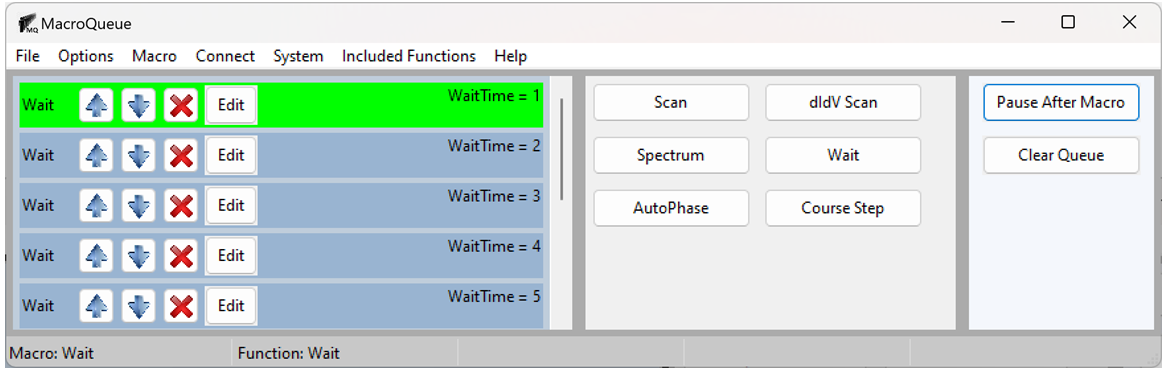 MQ MacroQueue
File Options Macro Connect System Included Functions Help
Wait Edit WaitTime = 1
Wait Edit WaitTime = 2
Wait Edit WaitTime = 3
Wait Edit WaitTime = 4
Wait Edit WaitTime = 5
Scan dIdV Scan
Spectrum Wait
AutoPhase Course Step
Pause After Macro
Clear Queue
Macro: Wait Function: Wait